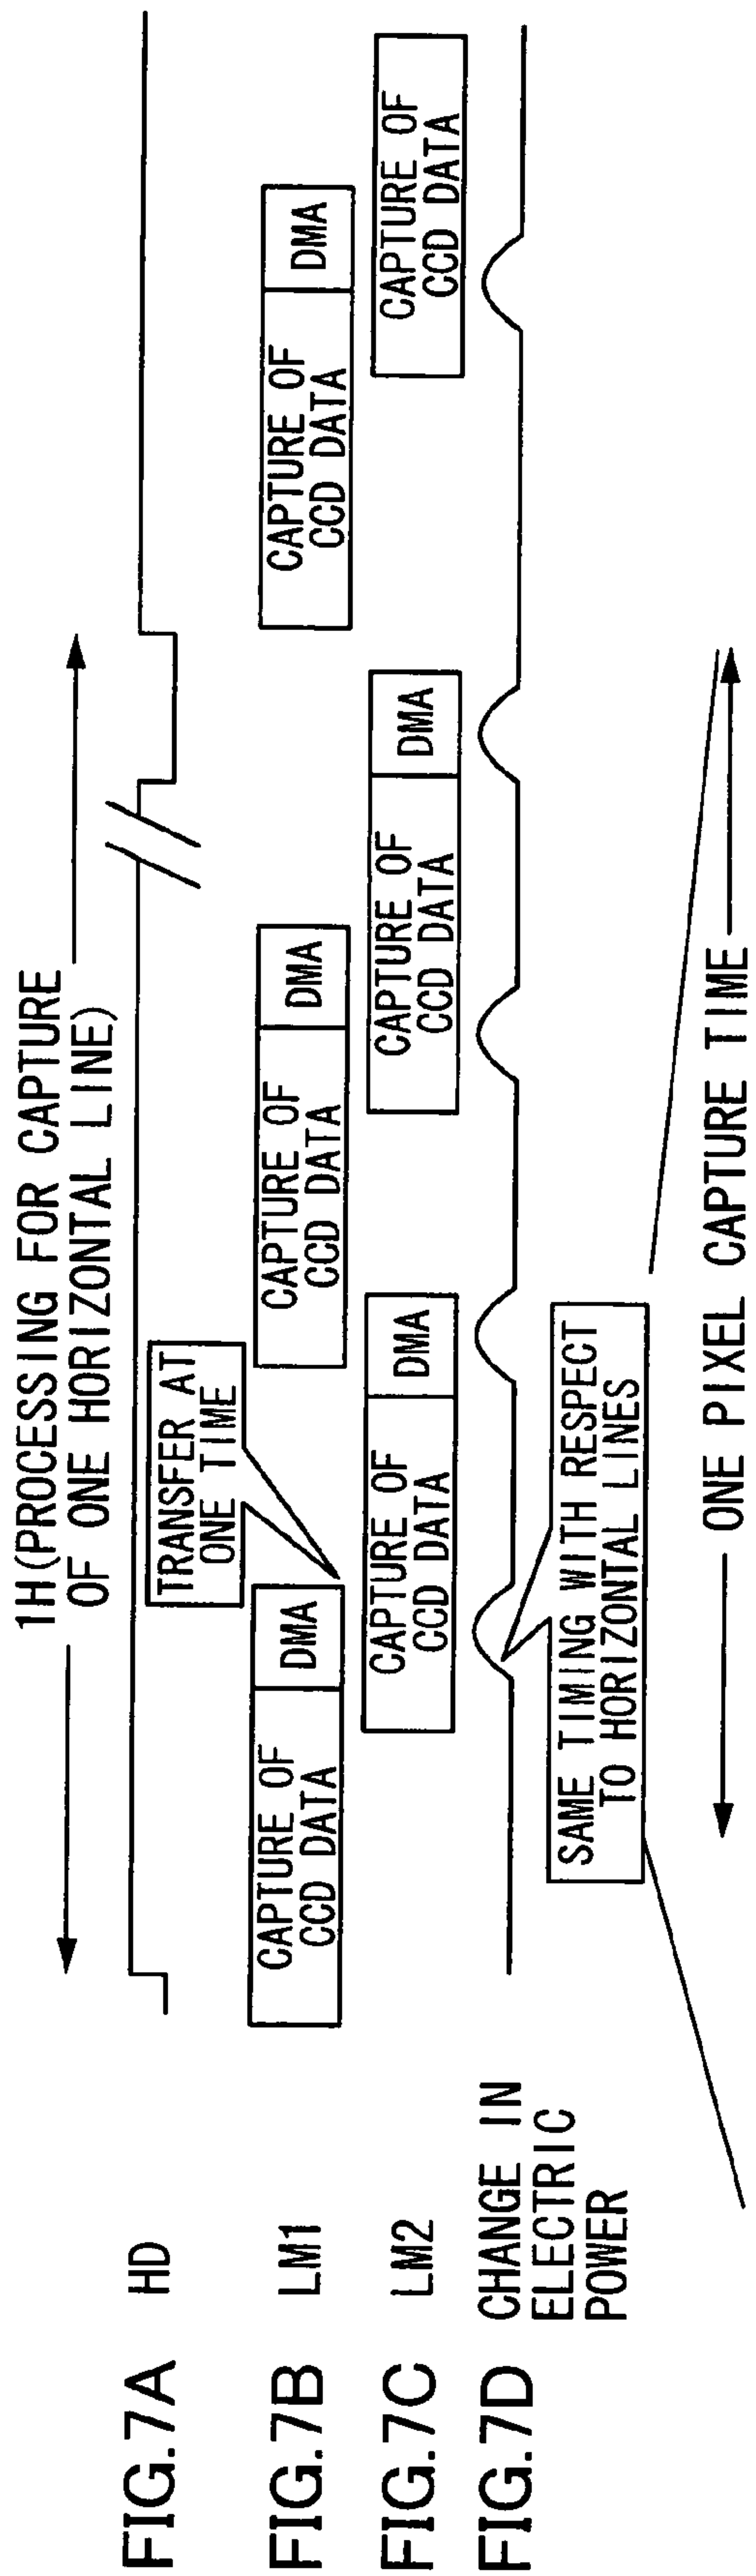 1H(PROCESSING FOR CAPTURE
OF ONE HORIZONTAL LINE)
FIG.7A HD
TRANSFER AT
ONE TIME
FIG.7B LM1
CAPTURE OF
CCD DATA
DMA
CAPTURE OF
CCD DATA
DMA
CAPTURE OF
CCD DATA
DMA
FIG.7C LM2
CAPTURE OF
CCD DATA
DMA
CAPTURE OF
CCD DATA
DMA
CAPTURE OF
CCD DATA
FIG.7D CHANGE IN
ELECTRIC
POWER
SAME TIMING WITH RESPECT
TO HORIZONTAL LINES
ONE PIXEL CAPTURE TIME